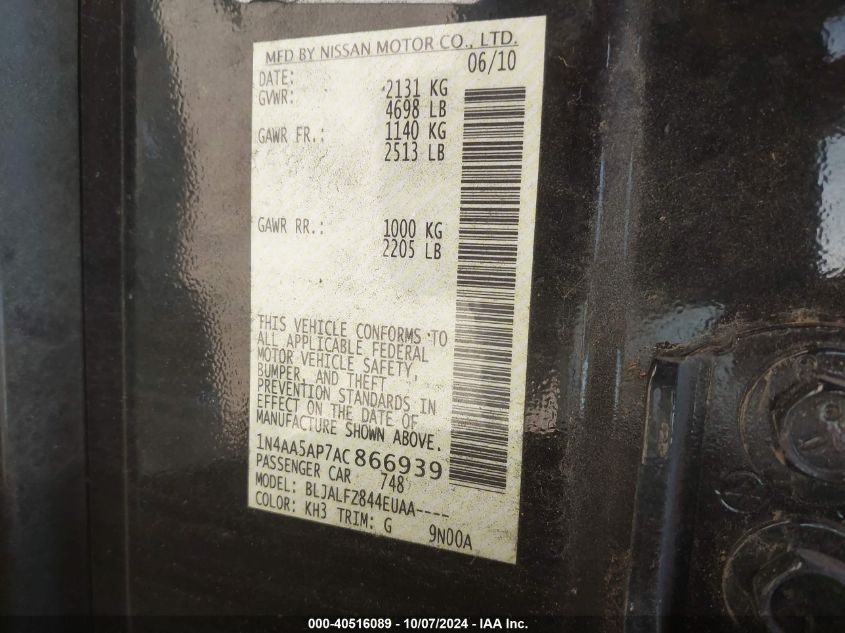 MFD BY NISSAN MOTOR CO., LTD.
DATE: 06/10
GVWR: 2131 KG
4698 LB
GAWR FR.: 1140 KG
2513 LB
GAWR RR.: 1000 KG
2205 LB
THIS VEHICLE CONFORMS TO
ALL APPLICABLE FEDERAL
MOTOR VEHICLE SAFETY,
BUMPER, AND THEFT
PREVENTION STANDARDS IN
EFFECT ON THE DATE OF
MANUFACTURE SHOWN ABOVE.
1N4AA5AP7AC866939
PASSENGER CAR 748
MODEL: BLJALFZ844EUAA----
COLOR: KH3 TRIM: G 9N00A
000-40516089 - 10/07/2024 - IAA Inc.